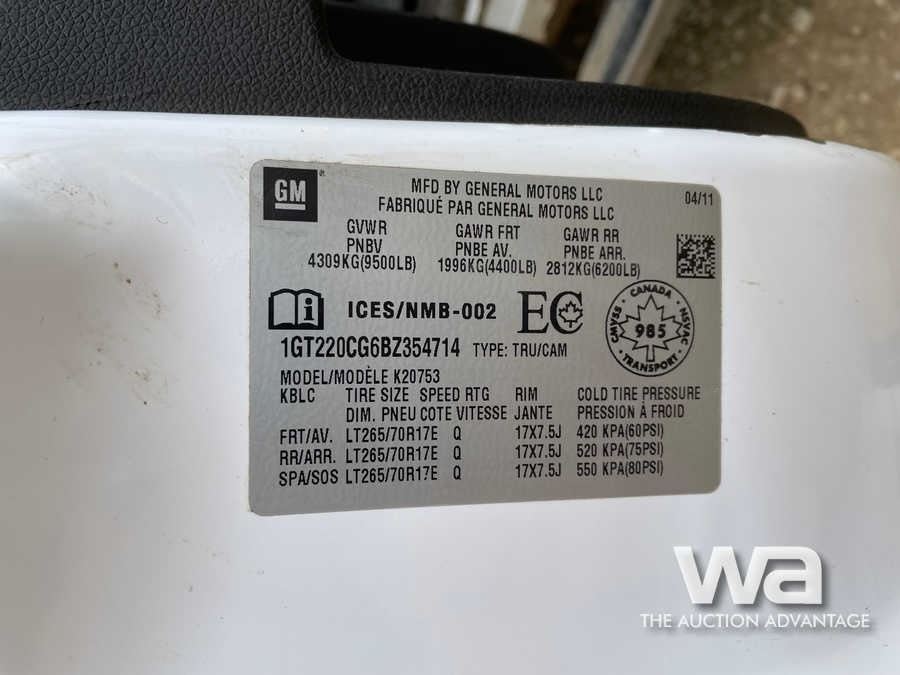 GM
MFD BY GENERAL MOTORS LLC
FABRIQUÉ PAR GENERAL MOTORS LLC
04/11
GVWR GAWR FRT GAWR RR
PNBV PNBE AV. PNBE ARR.
4309KG(9500LB) 1996KG(4400LB) 2812KG(6200LB)
ICES/NMB-002 EC
CANADA
CMVSS 985 NSVAC
TRANSPORT
1GT220CG6BZ354714 TYPE: TRU/CAM
MODEL/MODÈLE K20753
KBLC TIRE SIZE SPEED RTG RIM COLD TIRE PRESSURE
DIM. PNEU COTE VITESSE JANTE PRESSION À FROID
FRT/AV. LT265/70R17E Q 17X7.5J 420 KPA(60PSI)
RR/ARR. LT265/70R17E Q 17X7.5J 520 KPA(75PSI)
SPA/SOS LT265/70R17E Q 17X7.5J 550 KPA(80PSI)
wa
THE AUCTION ADVANTAGE